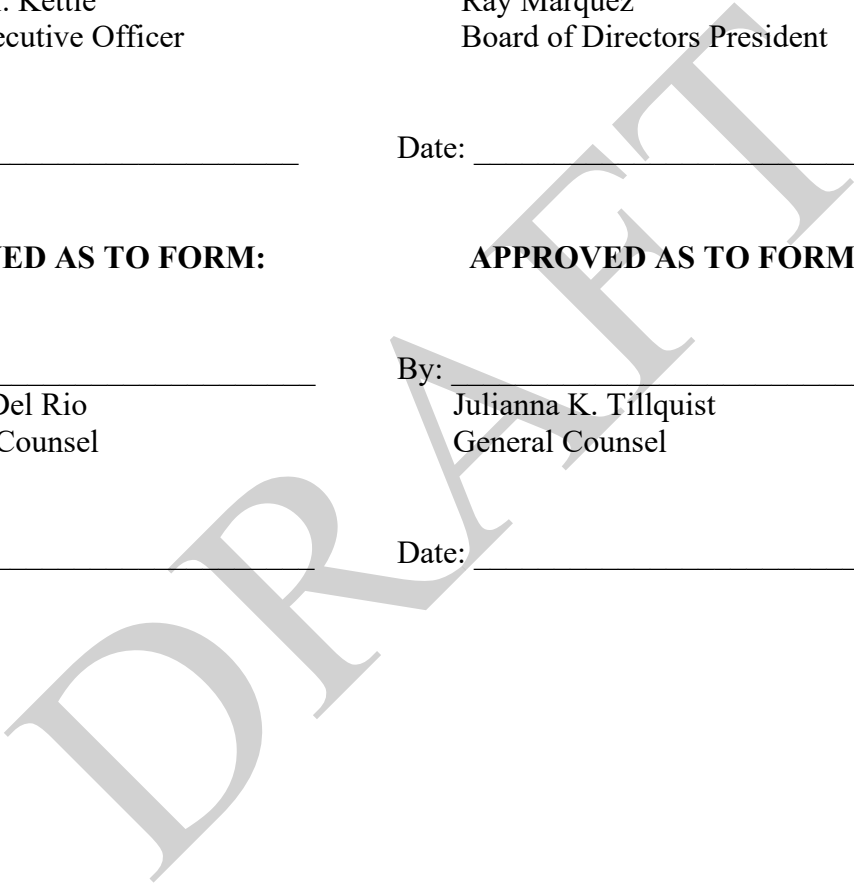 . Kettle Ray Marquez
ecutive Officer Board of Directors President
Date:
VED AS TO FORM: APPROVED AS TO FORM
By:
Del Rio Julianna K. Tillquist
Counsel General Counsel
Date:
DRAFT